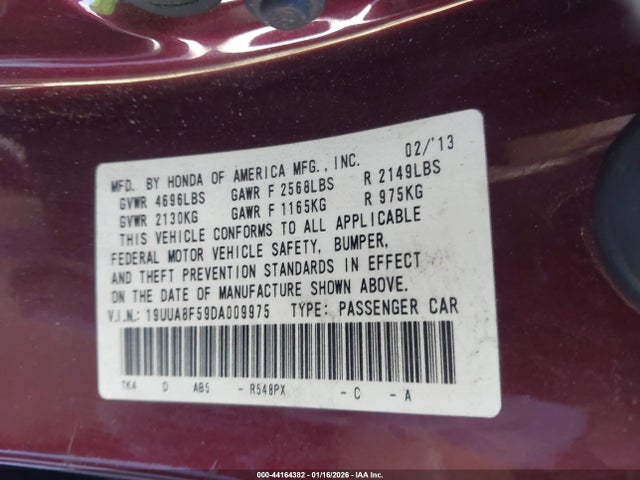 MFD. BY HONDA OF AMERICA MFG., INC. 02/'13
GVWR 4696LBS GAWR F 2568LBS R 2149LBS
GVWR 2130KG GAWR F 1165KG R 975KG
THIS VEHICLE CONFORMS TO ALL APPLICABLE
FEDERAL MOTOR VEHICLE SAFETY, BUMPER,
AND THEFT PREVENTION STANDARDS IN EFFECT
ON THE DATE OF MANUFACTURE SHOWN ABOVE.
V.I.N.: 19UUA8F59DA009975 TYPE: PASSENGER CAR
TK4 D AB5 - R548PX - C - A
000-44164382 - 01/16/2026 - IAA Inc.